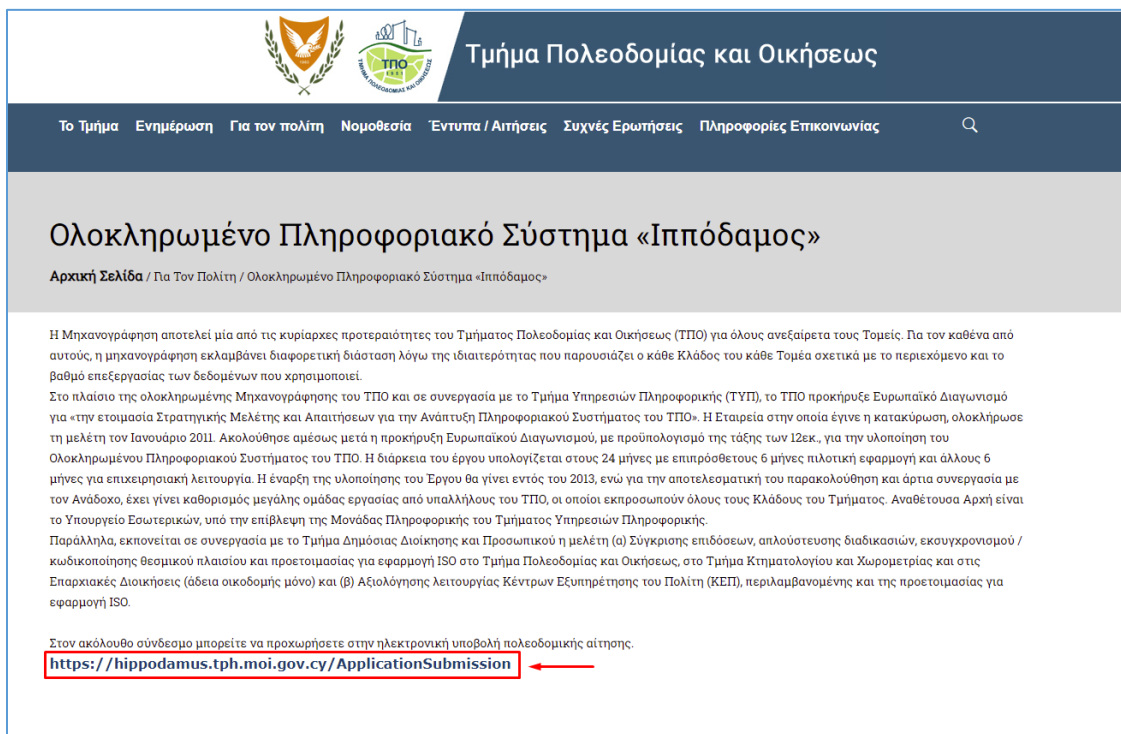 ΤΠΟ
Τμήμα Πολεοδομίας και Οικήσεως
Το Τμήμα Ενημέρωση Για τον πολίτη Νομοθεσία Έντυπα / Αιτήσεις Συχνές Ερωτήσεις Πληροφορίες Επικοινωνίας
Ολοκληρωμένο Πληροφοριακό Σύστημα «Ιππόδαμος»
Αρχική Σελίδα / Για Τον Πολίτη / Ολοκληρωμένο Πληροφοριακό Σύστημα «Ιππόδαμος»
Η Μηχανογράφηση αποτελεί μία από τις κυρίαρχες προτεραιότητες του Τμήματος Πολεοδομίας και Οικήσεως (ΤΠΟ) για όλους ανεξαίρετα τους Τομείς. Για τον καθένα από
αυτούς, η μηχανογράφηση εκλαμβάνει διαφορετική διάσταση λόγω της ιδιαιτερότητας που παρουσιάζει ο κάθε Κλάδος του κάθε Τομέα σχετικά με το περιεχόμενο και το
βαθμό επεξεργασίας των δεδομένων που χρησιμοποιεί.
Στο πλαίσιο της ολοκληρωμένης Μηχανογράφησης του ΤΠΟ και σε συνεργασία με το Τμήμα Υπηρεσιών Πληροφορικής (ΤΥΠ), το ΤΠΟ προκήρυξε Ευρωπαϊκό Διαγωνισμό
για «την ετοιμασία Στρατηγικής Μελέτης και Απαιτήσεων για την Ανάπτυξη Πληροφοριακού Συστήματος του ΤΠΟ». Η Εταιρεία στην οποία έγινε η κατακύρωση, ολοκλήρωσε
τη μελέτη τον Ιανουάριο 2011. Ακολούθησε αμέσως μετά η προκήρυξη Ευρωπαϊκού Διαγωνισμού, με προϋπολογισμό της τάξης των 12εκ., για την υλοποίηση του
Ολοκληρωμένου Πληροφοριακού Συστήματος του ΤΠΟ. Η διάρκεια του έργου υπολογίζεται στους 24 μήνες με επιπρόσθετους 6 μήνες πιλοτική εφαρμογή και άλλους 6
μήνες για επιχειρησιακή λειτουργία. Η έναρξη της υλοποίησης του Έργου θα γίνει εντός του 2013, ενώ για την αποτελεσματική του παρακολούθηση και άρτια συνεργασία με
τον Ανάδοχο, έχει γίνει καθορισμός μεγάλης ομάδας εργασίας από υπαλλήλους του ΤΠΟ, οι οποίοι εκπροσωπούν όλους τους Κλάδους του Τμήματος. Αναθέτουσα Αρχή είναι
το Υπουργείο Εσωτερικών, υπό την επίβλεψη της Μονάδας Πληροφορικής του Τμήματος Υπηρεσιών Πληροφορικής.
Παράλληλα, εκπονείται σε συνεργασία με το Τμήμα Δημόσιας Διοίκησης και Προσωπικού η μελέτη (α) Σύγκρισης επιδόσεων, απλούστευσης διαδικασιών, εκσυγχρονισμού /
κωδικοποίησης θεσμικού πλαισίου και προετοιμασίας για εφαρμογή ISO στο Τμήμα Πολεοδομίας και Οικήσεως, στο Τμήμα Κτηματολογίου και Χωρομετρίας και στις
Επαρχιακές Διοικήσεις (άδεια οικοδομής μόνο) και (β) Αξιολόγησης λειτουργίας Κέντρων Εξυπηρέτησης του Πολίτη (ΚΕΠ), περιλαμβανομένης και της προετοιμασίας για
εφαρμογή ISO.
Στον ακόλουθο σύνδεσμο μπορείτε να προχωρήσετε στην ηλεκτρονική υποβολή πολεοδομικής αίτησης.
https://hippodamus.tph.moi.gov.cy/ApplicationSubmission